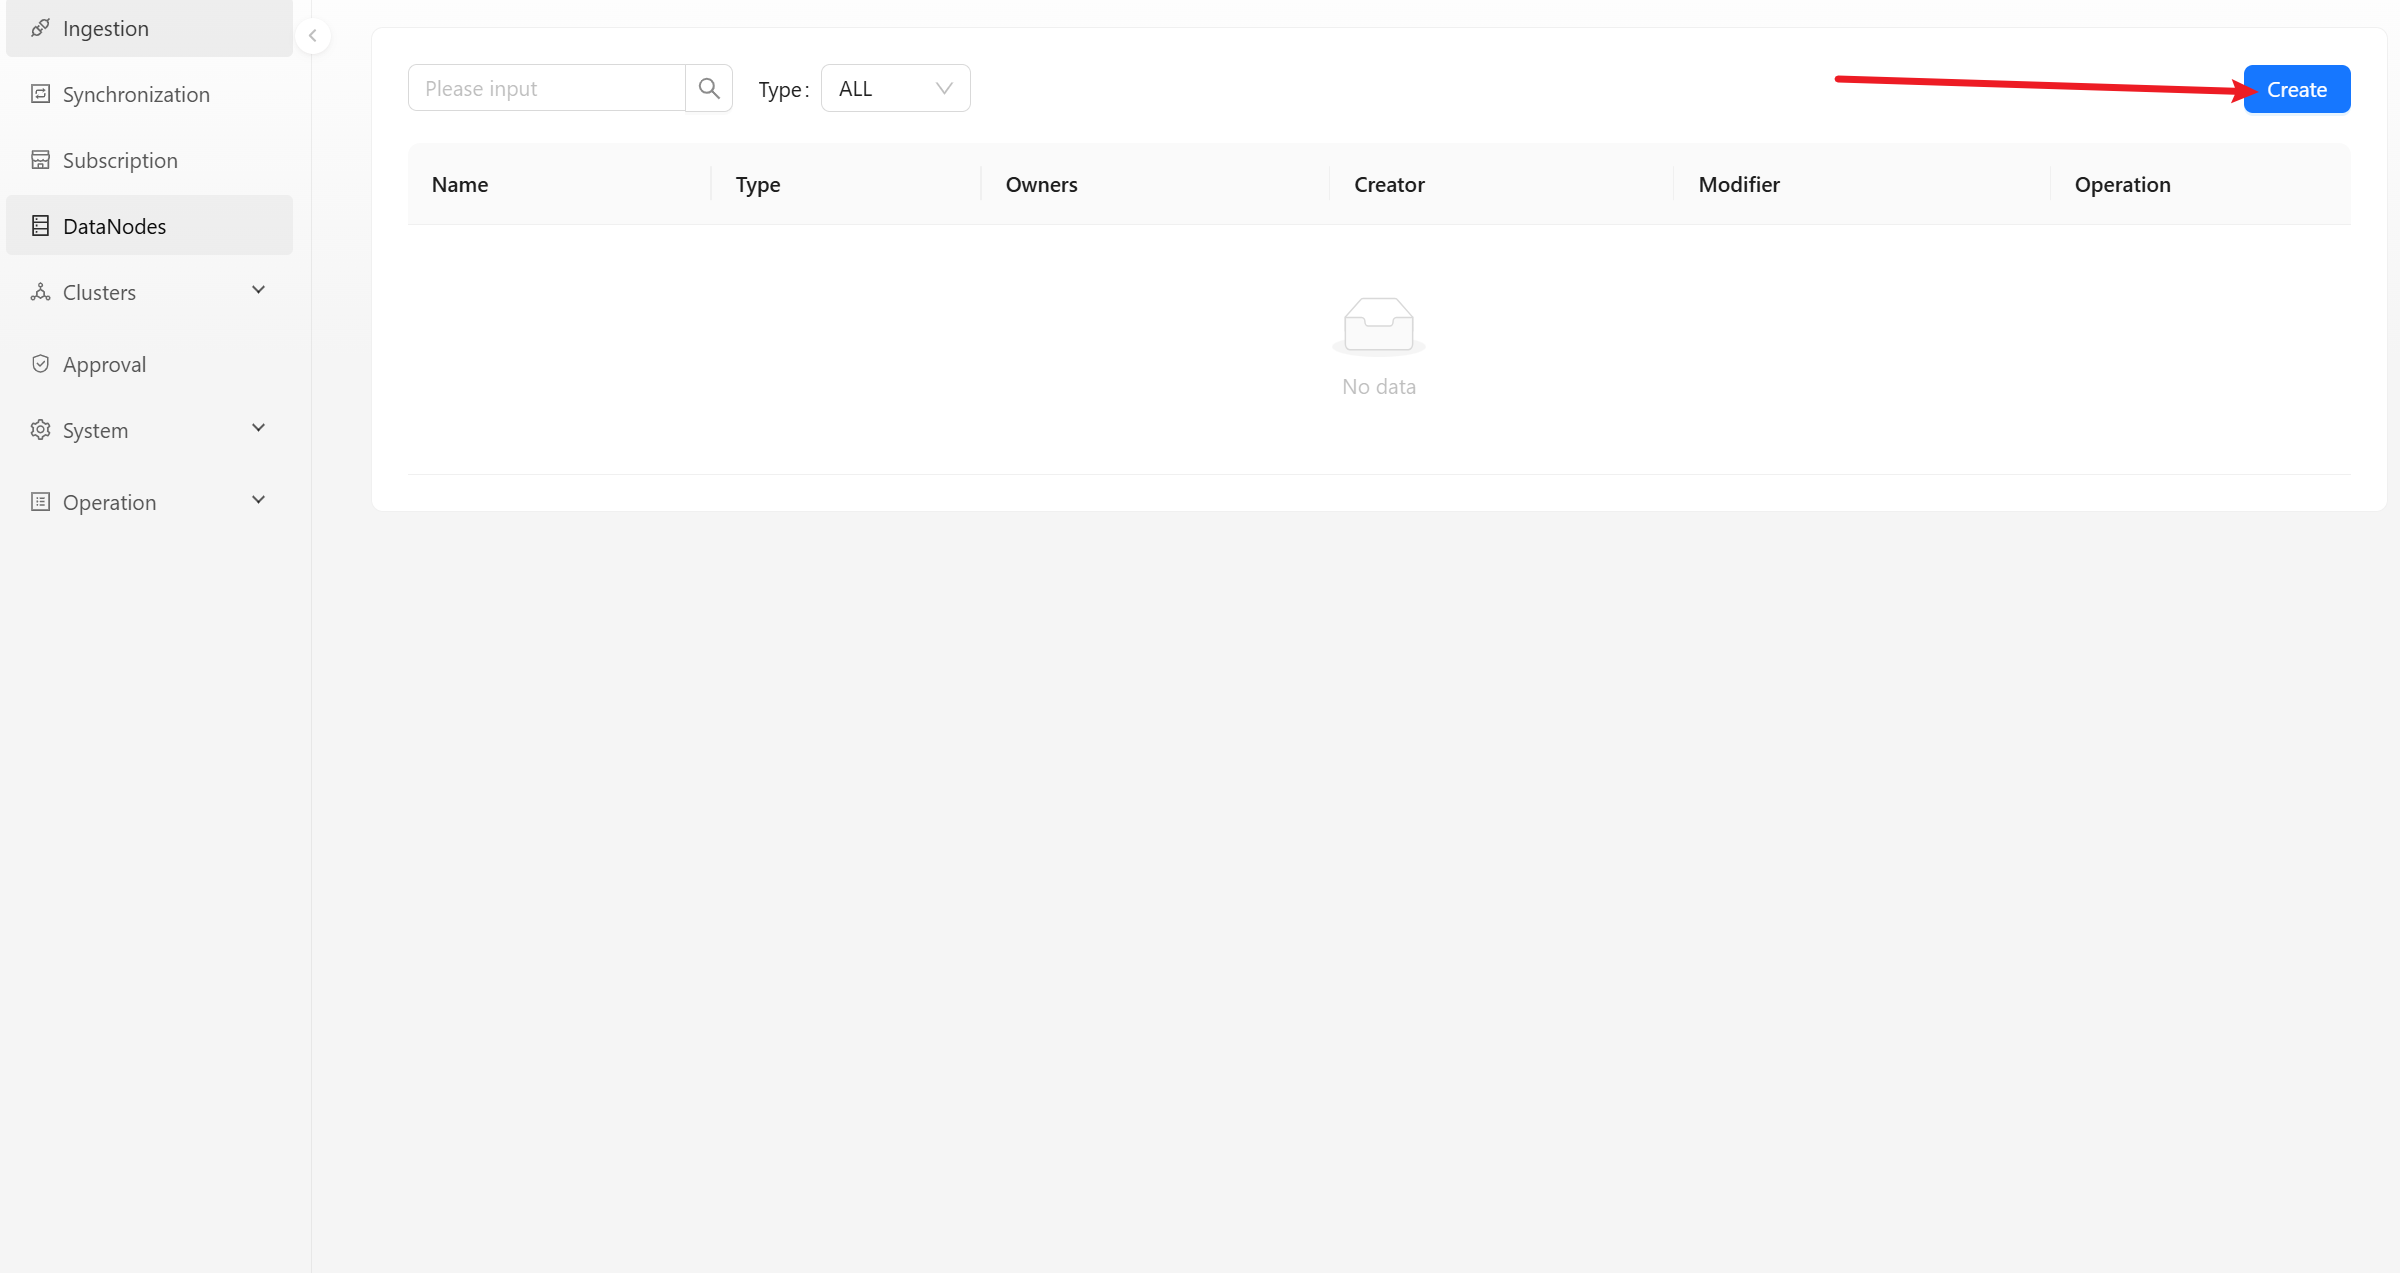 Ingestion
Synchronization
Subscription
DataNodes
Clusters
Approval
System
Operation
Please input
Type:
ALL
Create
Name
Type
Owners
Creator
Modifier
Operation
No data